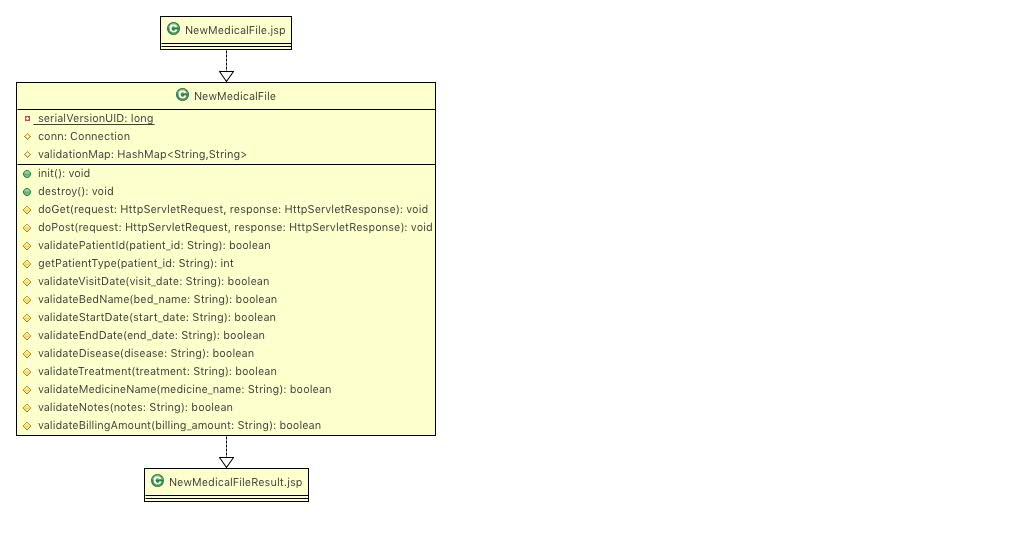 NewMedicalFile.jsp
NewMedicalFile
serialVersionUID: long
conn: Connection
validationMap: HashMap<String,String>
init(): void
destroy(): void
doGet(request: HttpServletRequest, response: HttpServletResponse): void
doPost(request: HttpServletRequest, response: HttpServletResponse): void
validatePatientId(patient_id: String): boolean
getPatientType(patient_id: String): int
validateVisitDate(visit_date: String): boolean
validateBedName(bed_name: String): boolean
validateStartDate(start_date: String): boolean
validateEndDate(end_date: String): boolean
validateDisease(disease: String): boolean
validateTreatment(treatment: String): boolean
validateMedicineName(medicine_name: String): boolean
validateNotes(notes: String): boolean
validateBillingAmount(billing_amount: String): boolean
NewMedicalFileResult.jsp